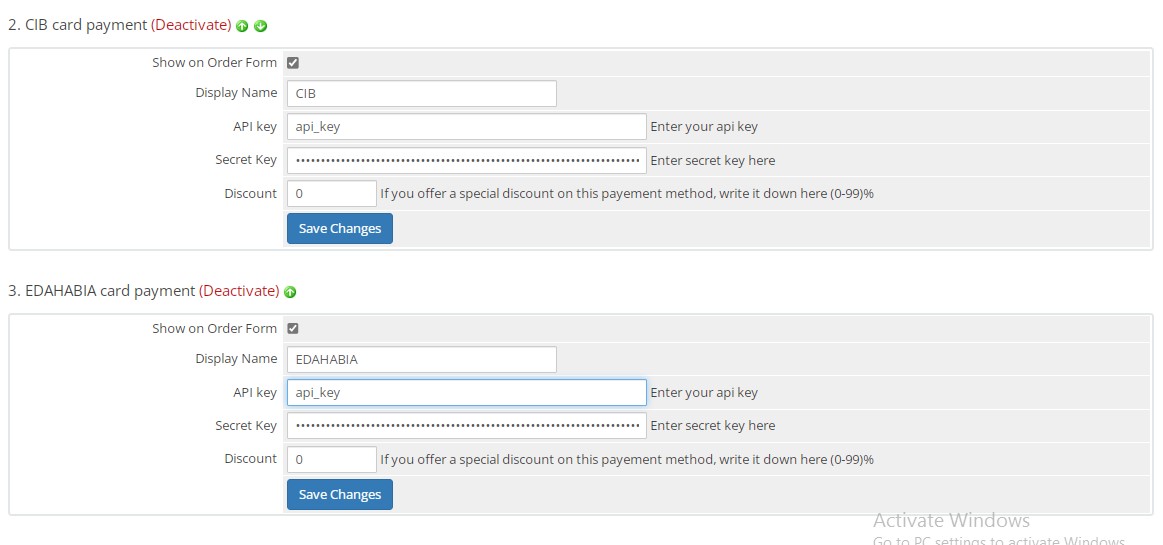 2. CIB card payment (Deactivate)
Show on Order Form
Display Name CIB
API key api_key Enter your api key
Secret Key •••••••••••••••••••••••••••••••••••••••••••••••••••••••••••••••••••• Enter secret key here
Discount 0 If you offer a special discount on this payement method, write it down here (0-99)%
Save Changes
3. EDAHABIA card payment (Deactivate)
Show on Order Form
Display Name EDAHABIA
API key api_key Enter your api key
Secret Key •••••••••••••••••••••••••••••••••••••••••••••••••••••••••••••••••••• Enter secret key here
Discount 0 If you offer a special discount on this payement method, write it down here (0-99)%
Save Changes
Activate Windows
Go to PC settings to activate Windows